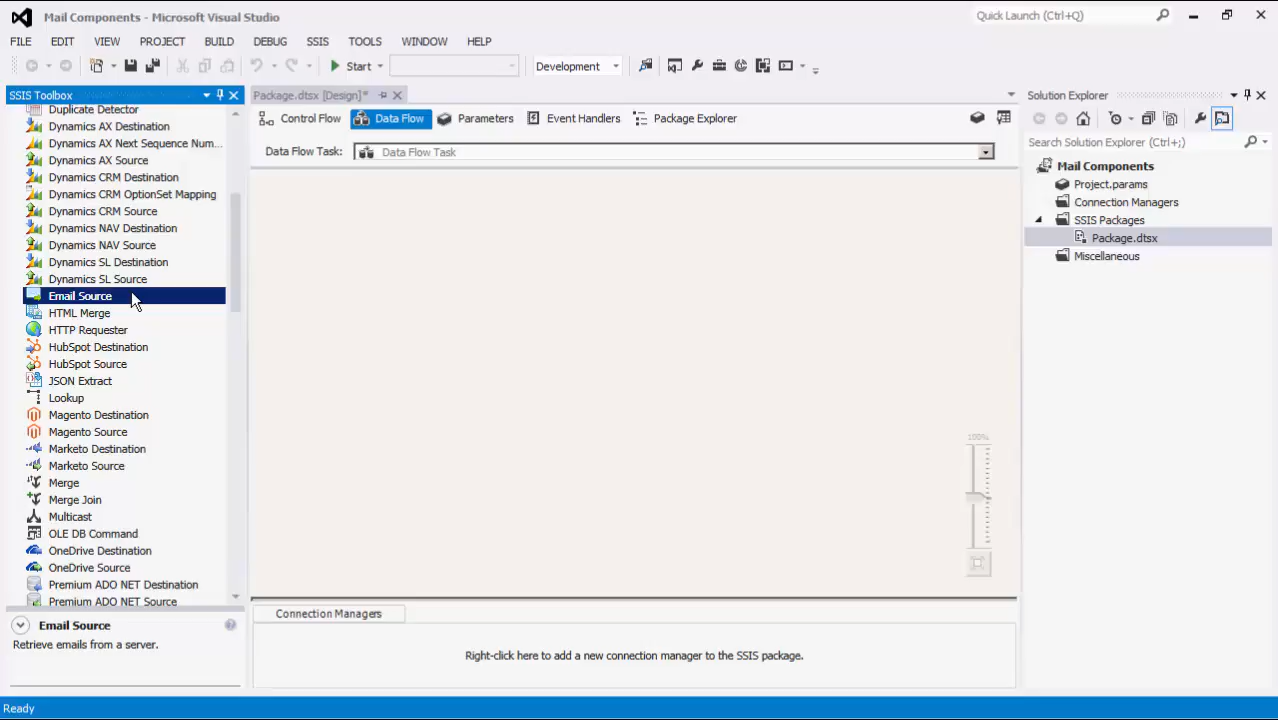 Mail Components - Microsoft Visual Studio
Quick Launch (Ctrl+Q)
FILE EDIT VIEW PROJECT BUILD DEBUG SSIS TOOLS WINDOW HELP
Start
Development
SSIS Toolbox
Duplicate Detector
Dynamics AX Destination
Dynamics AX Next Sequence Num...
Dynamics AX Source
Dynamics CRM Destination
Dynamics CRM OptionSet Mapping
Dynamics CRM Source
Dynamics NAV Destination
Dynamics NAV Source
Dynamics SL Destination
Dynamics SL Source
Email Source
HTML Merge
HTTP Requester
HubSpot Destination
HubSpot Source
JSON Extract
Lookup
Magento Destination
Magento Source
Marketo Destination
Marketo Source
Merge
Merge Join
Multicast
OLE DB Command
OneDrive Destination
OneDrive Source
Premium ADO NET Destination
Premium ADO NET Source
Email Source
Retrieve emails from a server.
Package.dtsx [Design]*
Control Flow
Data Flow
Parameters
Event Handlers
Package Explorer
Data Flow Task:
Data Flow Task
100%
Connection Managers
Right-click here to add a new connection manager to the SSIS package.
Solution Explorer
Search Solution Explorer (Ctrl+;)
Mail Components
Project.params
Connection Managers
SSIS Packages
Package.dtsx
Miscellaneous
Ready